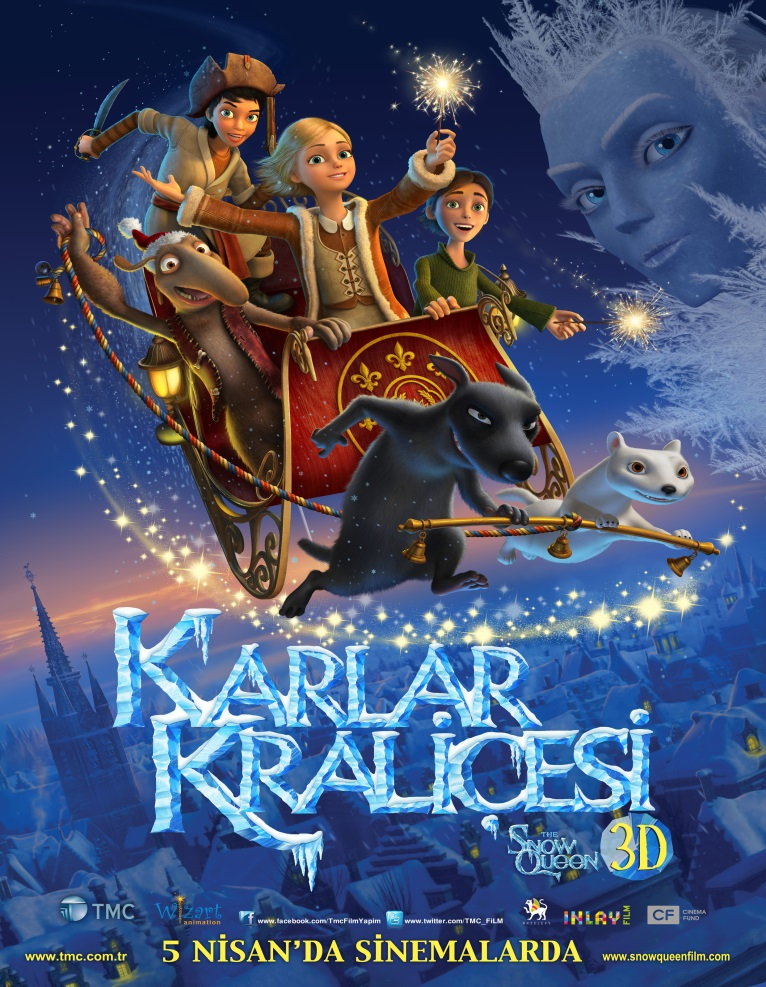 KARLAR
KRALİÇESİ
THE
SNOW
QUEEN
3D
TMC
Wizart
animation
www.facebook.com/TmcFilmYapim
www.twitter.com/TMC_FiLM
INLAY FILM
CF CINEMA
FUND
www.tmc.com.tr
5 NİSAN'DA SİNEMALARDA
www.snowqueenfilm.com